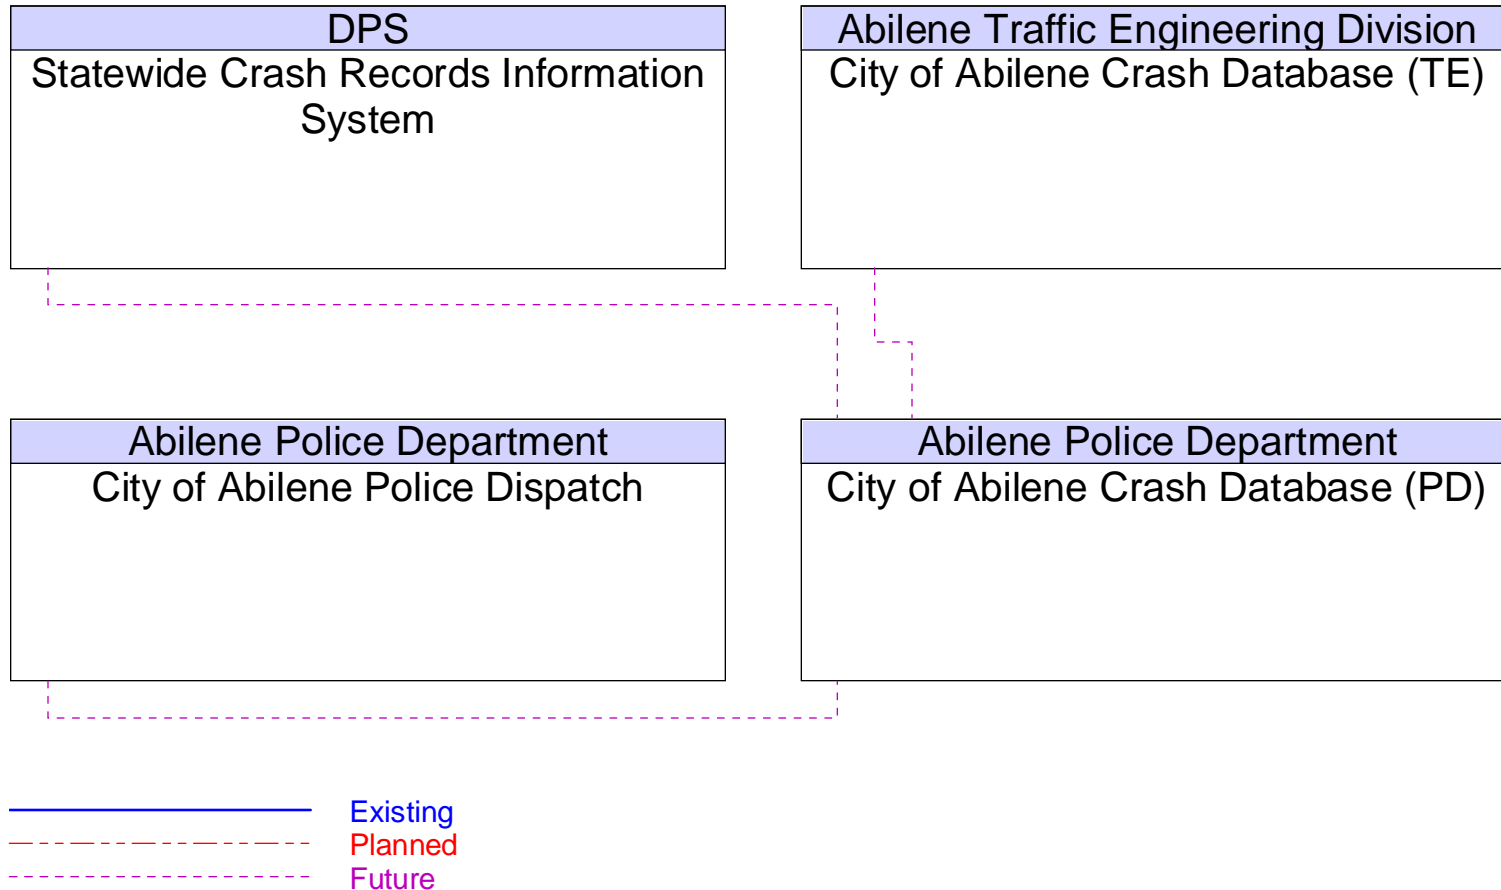 DPS
Statewide Crash Records Information
System
Abilene Traffic Engineering Division
City of Abilene Crash Database (TE)
Abilene Police Department
City of Abilene Police Dispatch
Abilene Police Department
City of Abilene Crash Database (PD)
Existing
Planned
Future